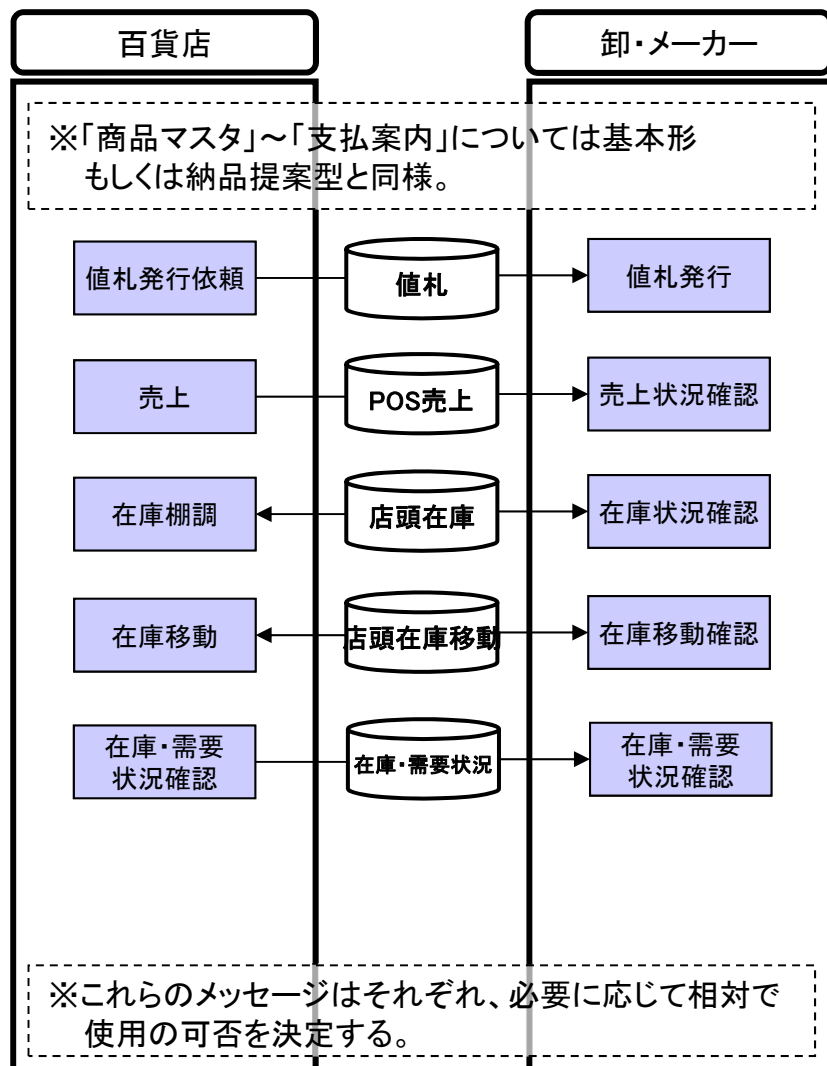 百貨店
卸・メーカー
※「商品マスタ」～「支払案内」については基本形
もしくは納品提案型と同様。
値札発行依頼
値札
値札発行
売上
POS売上
売上状況確認
在庫棚調
店頭在庫
在庫状況確認
在庫移動
店頭在庫移動
在庫移動確認
在庫・需要
状況確認
在庫・需要状況
在庫・需要
状況確認
※これらのメッセージはそれぞれ、必要に応じて相対で
使用の可否を決定する。